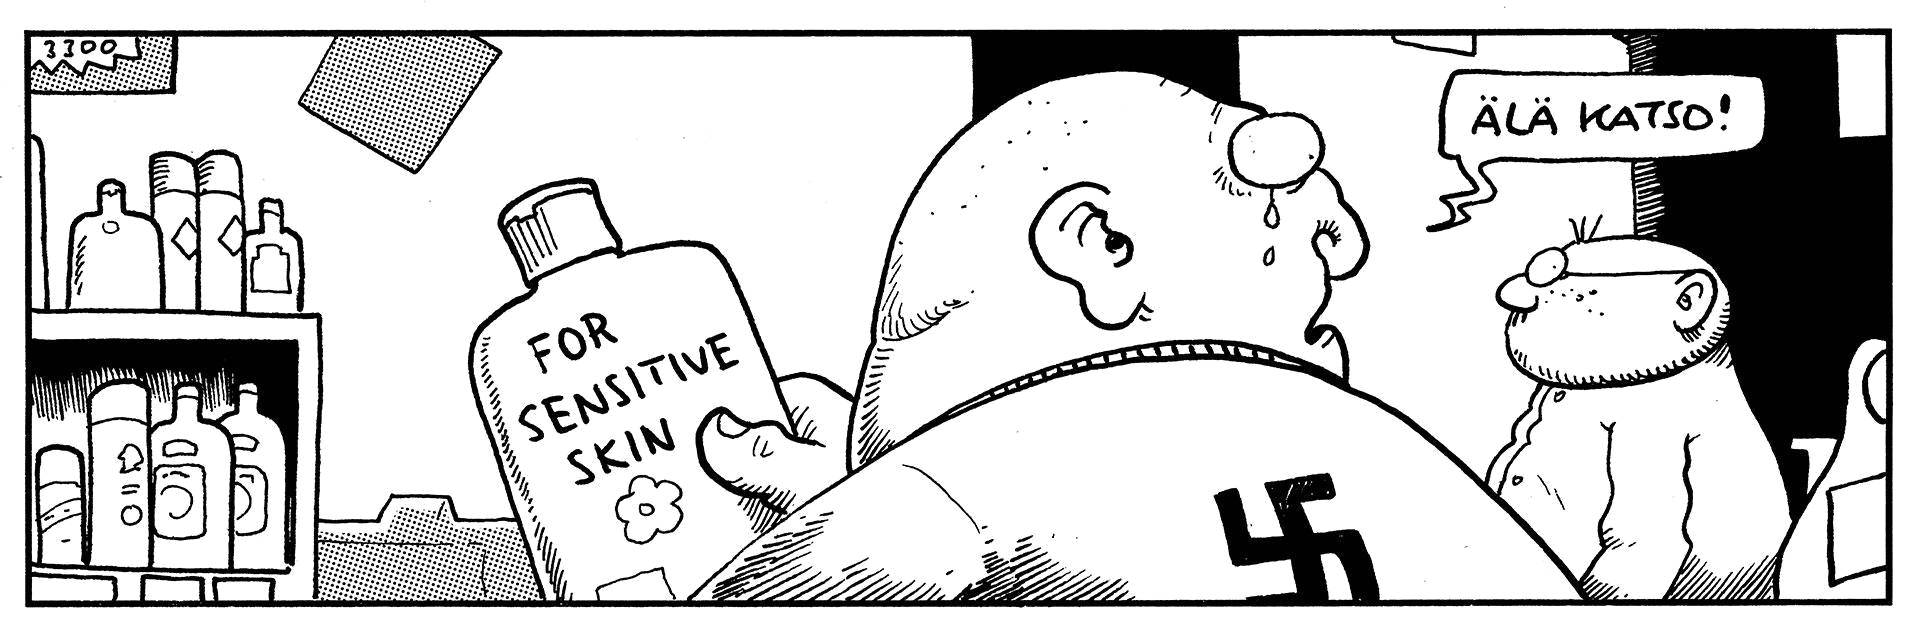 3300
ÄLÄ KATSO!
FOR
SENSITIVE
SKIN